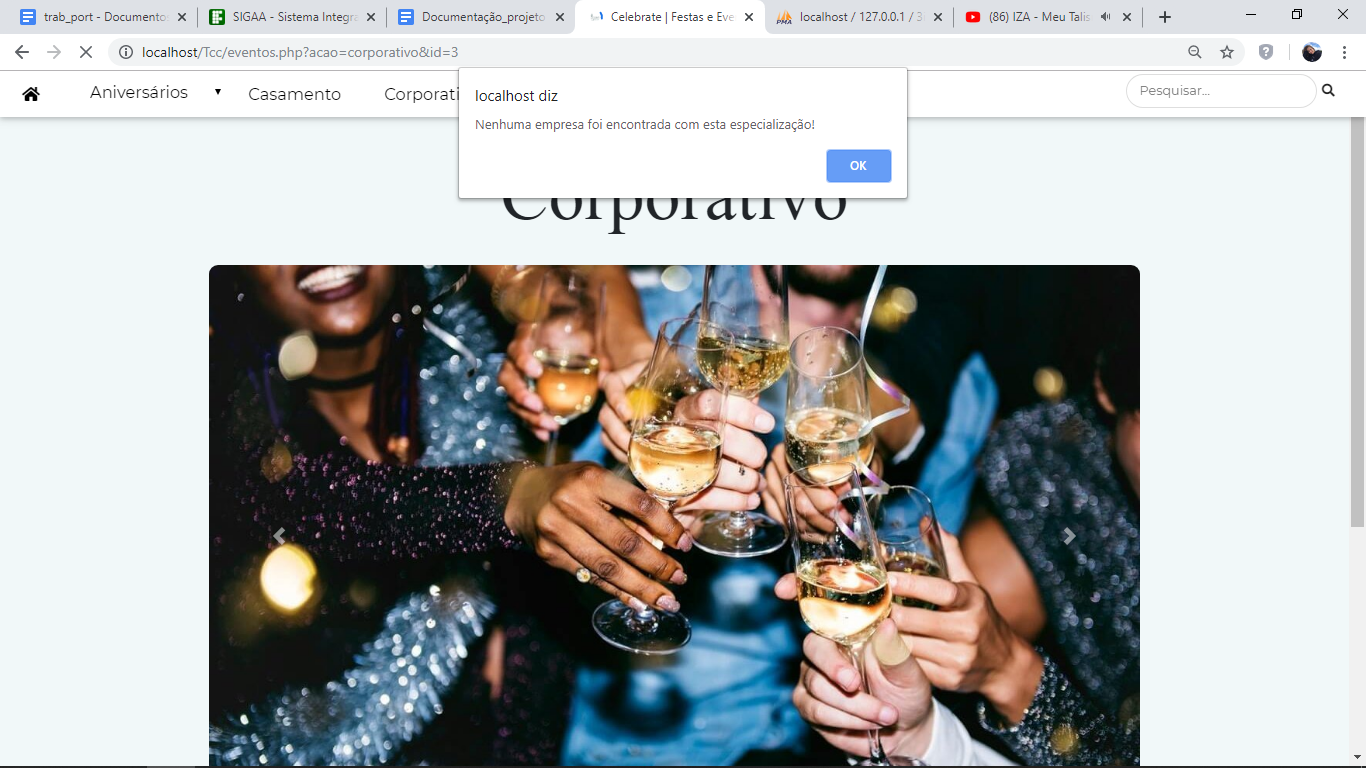 trab_port - Documento
SIGAA - Sistema Integra
Documentação_projeto
Celebrate | Festas e Eve
localhost / 127.0.0.1 /
(86) IZA - Meu Talis
localhost/Tcc/eventos.php?acao=corporativo&id=3
Aniversários
Casamento
Corporati
Pesquisar...
localhost diz
Nenhuma empresa foi encontrada com esta especialização!
OK
Corporativo